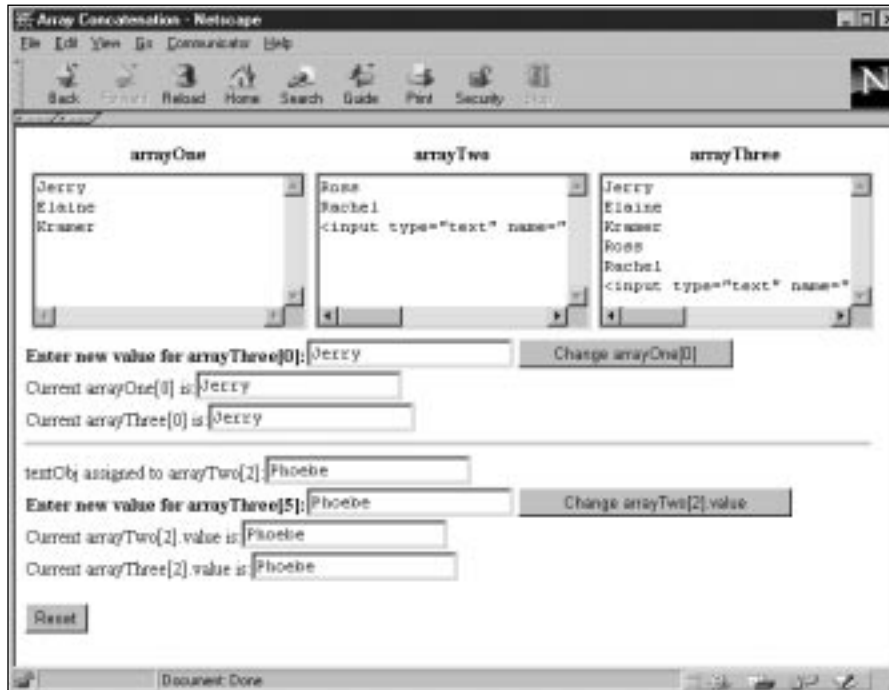 Array Concatenation - Netscape
File Edit View Go Communicator Help
Back Forward Reload Home Search Guide Print Security Stop
N
arrayOne arrayTwo arrayThree
Jerry
Elaine
Kramer
Ross
Rachel
<input type="text" name="
Jerry
Elaine
Kramer
Ross
Rachel
<input type="text" name="
Enter new value for arrayThree[0]: Jerry Change arrayOne[0]
Current arrayOne[0] is: Jerry
Current arrayThree[0] is: Jerry
textObj assigned to arrayTwo[2]: Phoebe
Enter new value for arrayThree[5]: Phoebe Change arrayTwo[2].value
Current arrayTwo[2].value is: Phoebe
Current arrayThree[2].value is: Phoebe
Reset
Document: Done